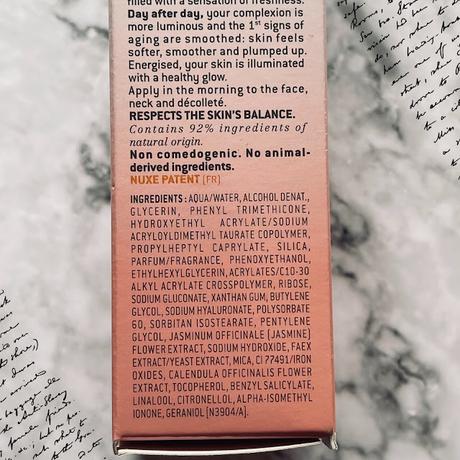 filled with a sensation of freshness.
Day after day, your complexion is
more luminous and the 1st signs of
aging are smoothed: skin feels
softer, smoother and plumped up.
Energised, your skin is illuminated
with a healthy glow.
Apply in the morning to the face,
neck and décolleté.
RESPECTS THE SKIN'S BALANCE.
Contains 92% ingredients of
natural origin.
Non comedogenic. No animal-
derived ingredients.
NUXE PATENT (FR)
INGREDIENTS : AQUA/WATER, ALCOHOL DENAT.,
GLYCERIN, PHENYL TRIMETHICONE,
HYDROXYETHYL ACRYLATE/SODIUM
ACRYLOYLDIMETHYL TAURATE COPOLYMER,
PROPYLHEPTYL CAPRYLATE, SILICA,
PARFUM/FRAGRANCE, PHENOXYETHANOL,
ETHYLHEXYLGLYCERIN, ACRYLATES/C10-30
ALKYL ACRYLATE CROSSPOLYMER, RIBOSE,
SODIUM GLUCONATE, XANTHAN GUM, BUTYLENE
GLYCOL, SODIUM HYALURONATE, POLYSORBATE
60, SORBITAN ISOSTEARATE, PENTYLENE
GLYCOL, JASMINUM OFFICINALE (JASMINE)
FLOWER EXTRACT, SODIUM HYDROXIDE, FAEX
EXTRACT/YEAST EXTRACT, MICA, CI 77491/IRON
OXIDES, CALENDULA OFFICINALIS FLOWER
EXTRACT, TOCOPHEROL, BENZYL SALICYLATE,
LINALOOL, CITRONELLOL, ALPHA-ISOMETHYL
IONONE, GERANIOL [N3904/A].